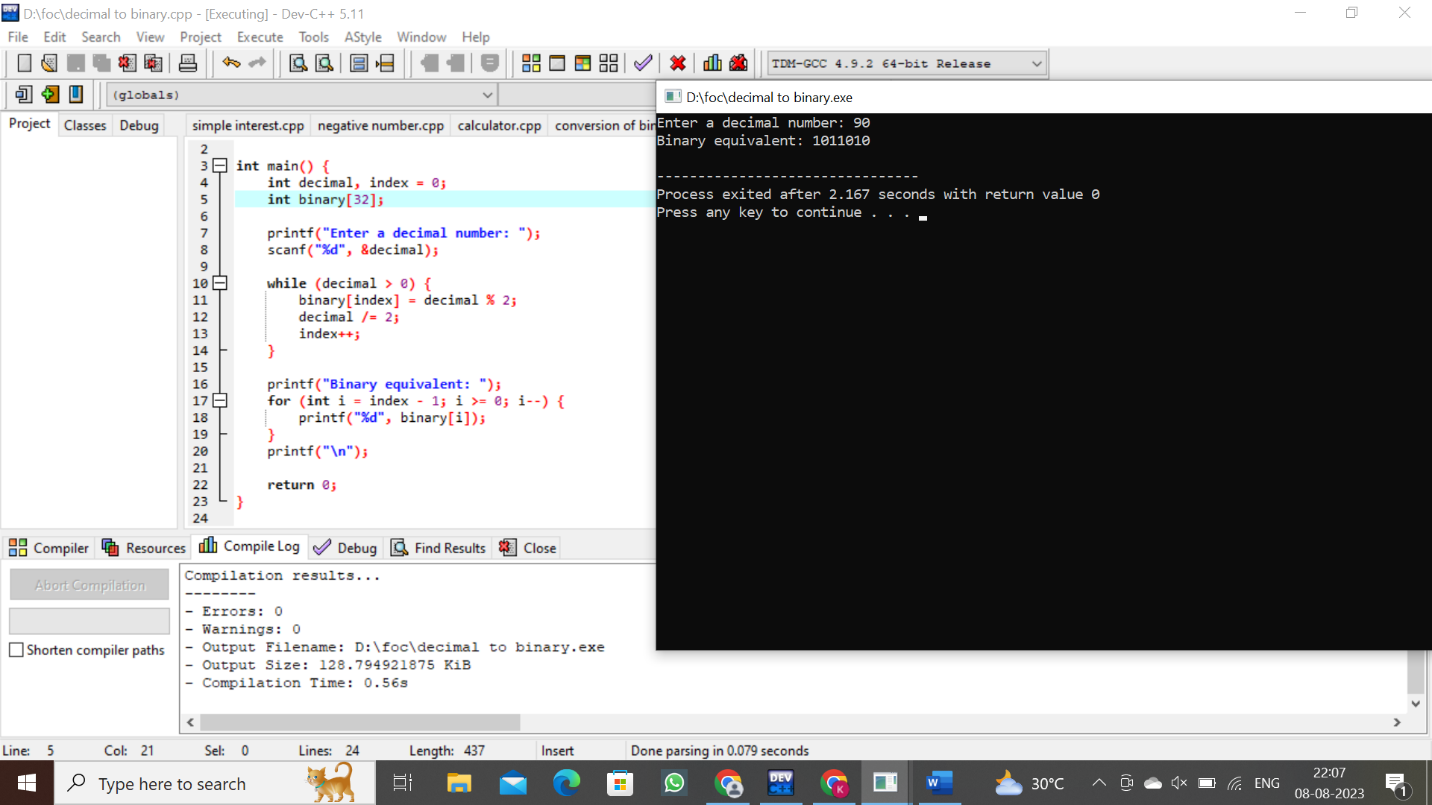 D:\foc\decimal to binary.cpp - [Executing] - Dev-C++ 5.11
File Edit Search View Project Execute Tools AStyle Window Help
TDM-GCC 4.9.2 64-bit Release
(globals)
Project Classes Debug
simple interest.cpp negative number.cpp calculator.cpp conversion of bin
2
3 int main() {
4 int decimal, index = 0;
5 int binary[32];
6
7 printf("Enter a decimal number: ");
8 scanf("%d", &decimal);
9
10 while (decimal > 0) {
11 binary[index] = decimal % 2;
12 decimal /= 2;
13 index++;
14 }
15
16 printf("Binary equivalent: ");
17 for (int i = index - 1; i >= 0; i--) {
18 printf("%d", binary[i]);
19 }
20 printf("\n");
21
22 return 0;
23 }
24
D:\foc\decimal to binary.exe
Enter a decimal number: 90
Binary equivalent: 1011010
--------------------------------
Process exited after 2.167 seconds with return value 0
Press any key to continue . . .
Compiler Resources Compile Log Debug Find Results Close
Abort Compilation
Shorten compiler paths
Compilation results...
--------
- Errors: 0
- Warnings: 0
- Output Filename: D:\foc\decimal to binary.exe
- Output Size: 128.794921875 KiB
- Compilation Time: 0.56s
Line: 5 Col: 21 Sel: 0 Lines: 24 Length: 437 Insert Done parsing in 0.079 seconds
Type here to search
DEV C++
K
W
30°C
ENG
22:07
08-08-2023
1